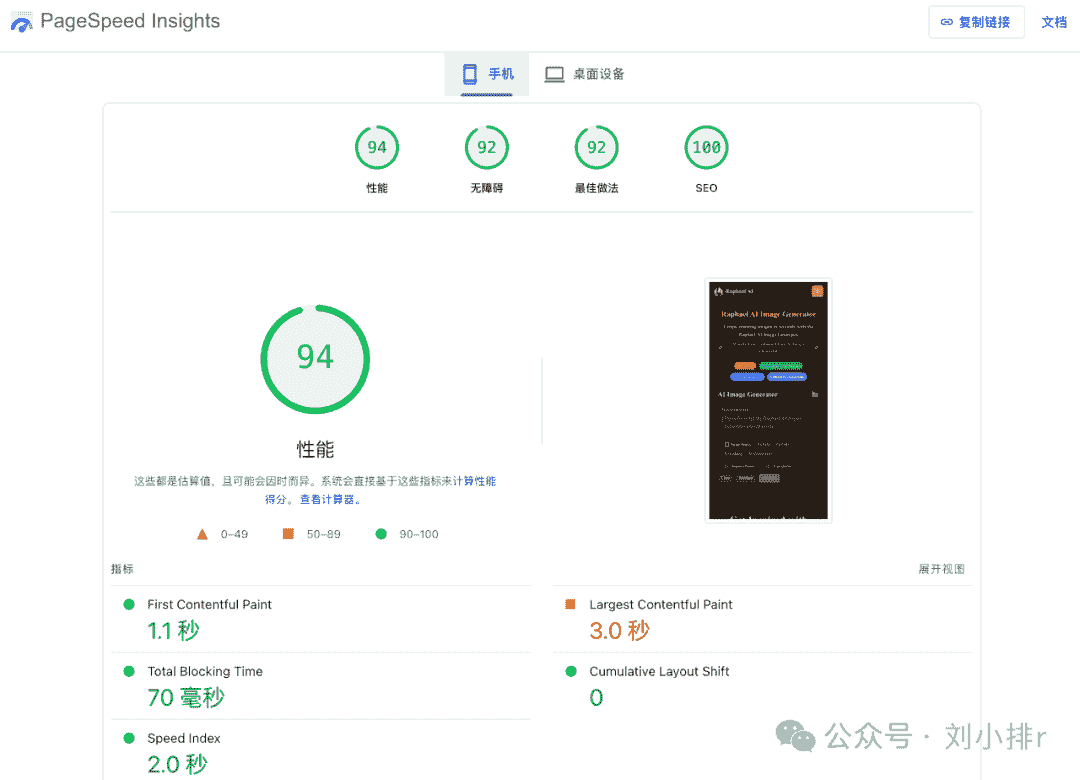 PageSpeed Insights
复制链接
文档
手机
桌面设备
94
92
92
100
性能
无障碍
最佳做法
SEO
94
性能
这些都是估算值，且可能会因时而异。系统会直接基于这些指标来计算性能
得分。查看计算器。
0–49
50–89
90–100
Raphael AI
Raphael AI Image Generator
AI Image Generator
指标
展开视图
First Contentful Paint
1.1 秒
Largest Contentful Paint
3.0 秒
Total Blocking Time
70 毫秒
Cumulative Layout Shift
0
Speed Index
2.0 秒
公众号 · 刘小排r